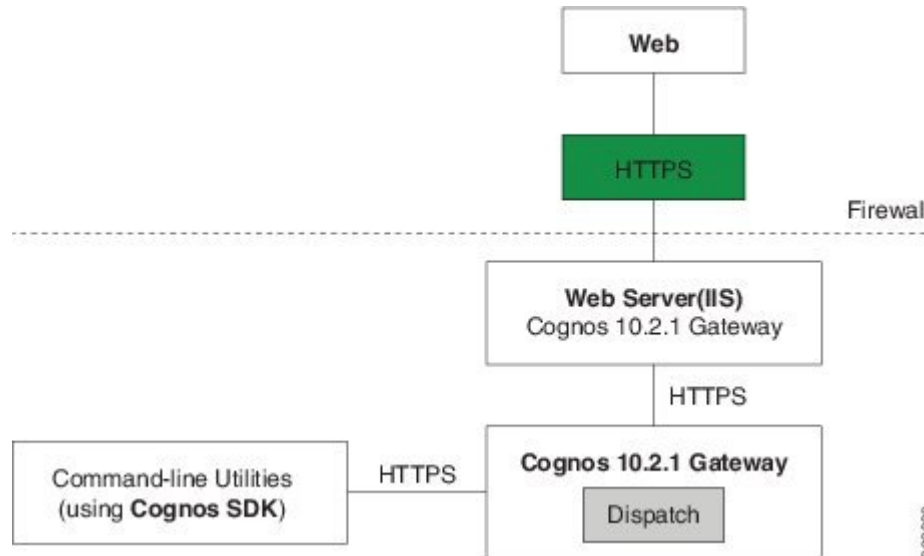 Web
HTTPS
Firewal
Web Server(IIS)
Cognos 10.2.1 Gateway
HTTPS
Cognos 10.2.1 Gateway
Dispatch
Command-line Utilities
(using Cognos SDK)
HTTPS